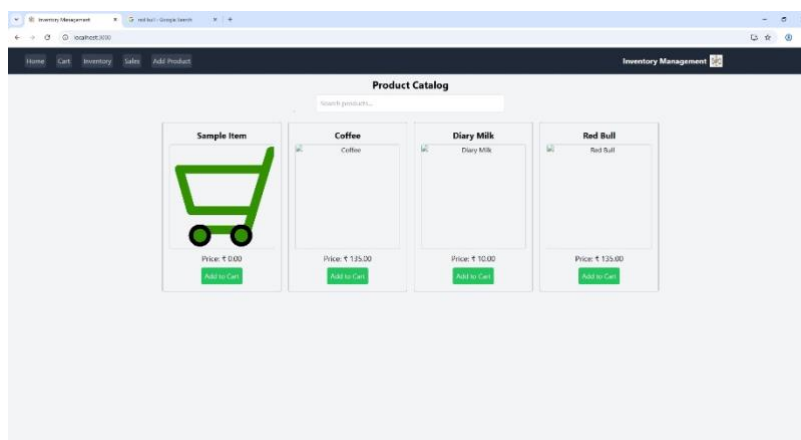 Inventory Management × red bull - Google Search × +
localhost:3000
Home Cart Inventory Sales Add Product Inventory Management
Product Catalog
Search products...
Sample Item Coffee Diary Milk Red Bull
Coffee Diary Milk Red Bull
Price: ₹ 0.00 Price: ₹ 135.00 Price: ₹ 10.00 Price: ₹ 135.00
Add to Cart Add to Cart Add to Cart Add to Cart